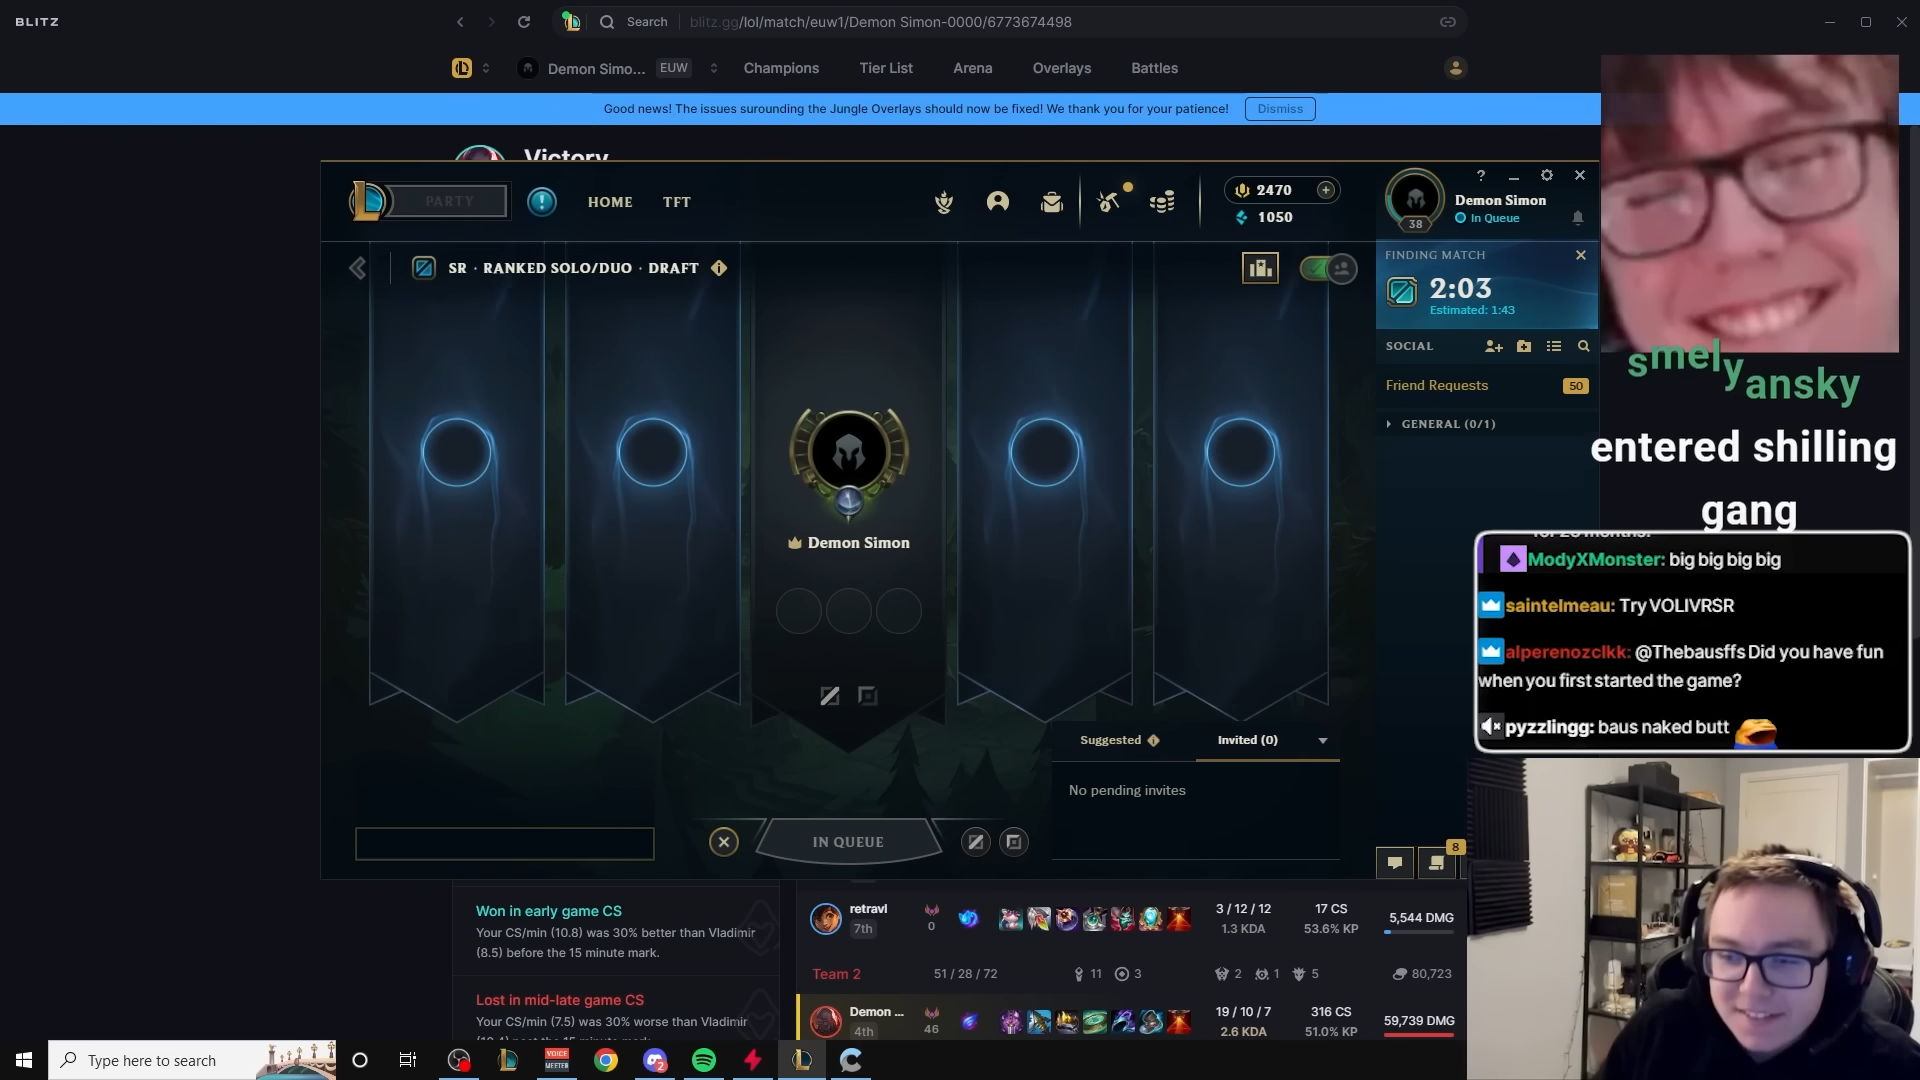 BLITZ
Search
blitz.gg/lol/match/euw1/Demon Simon-0000/6773674498
Demon Simo...
EUW
Champions
Tier List
Arena
Overlays
Battles
Good news! The issues surounding the Jungle Overlays should now be fixed! We thank you for your patience!
Dismiss
Victory
PARTY
HOME
TFT
2470
1050
38
Demon Simon
In Queue
SR · RANKED SOLO/DUO · DRAFT
FINDING MATCH
2:03
Estimated: 1:43
SOCIAL
Friend Requests
50
GENERAL (0/1)
Demon Simon
Suggested
Invited (0)
No pending invites
IN QUEUE
8
smelyansky
entered shilling
gang
ModyXMonster: big big big big
saintelmeau: Try VOLIVRSR
alperenozclkk: @Thebausffs Did you have fun
when you first started the game?
pyzzlingg: baus naked butt
Won in early game CS
Your CS/min (10.8) was 30% better than Vladimir
(8.5) before the 15 minute mark.
Lost in mid-late game CS
Your CS/min (7.5) was 30% worse than Vladimir
retravl
7th
0
3 / 12 / 12
1.3 KDA
17 CS
53.6% KP
5,544 DMG
Team 2
51 / 28 / 72
11
3
2
1
5
80,723
Demon ...
4th
46
19 / 10 / 7
2.6 KDA
316 CS
51.0% KP
59,739 DMG
Type here to search
VOICE
MEETER
2